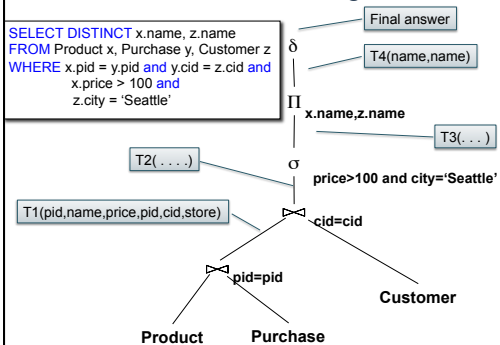 SELECT DISTINCT x.name, z.name
FROM Product x, Purchase y, Customer z
WHERE x.pid = y.pid and y.cid = z.cid and
x.price > 100 and
z.city = ‘Seattle’
Final answer
δ
T4(name,name)
Π x.name,z.name
T3(. . . )
T2( . . . .)
σ
price>100 and city=‘Seattle’
T1(pid,name,price,pid,cid,store)
cid=cid
pid=pid
Customer
Product Purchase